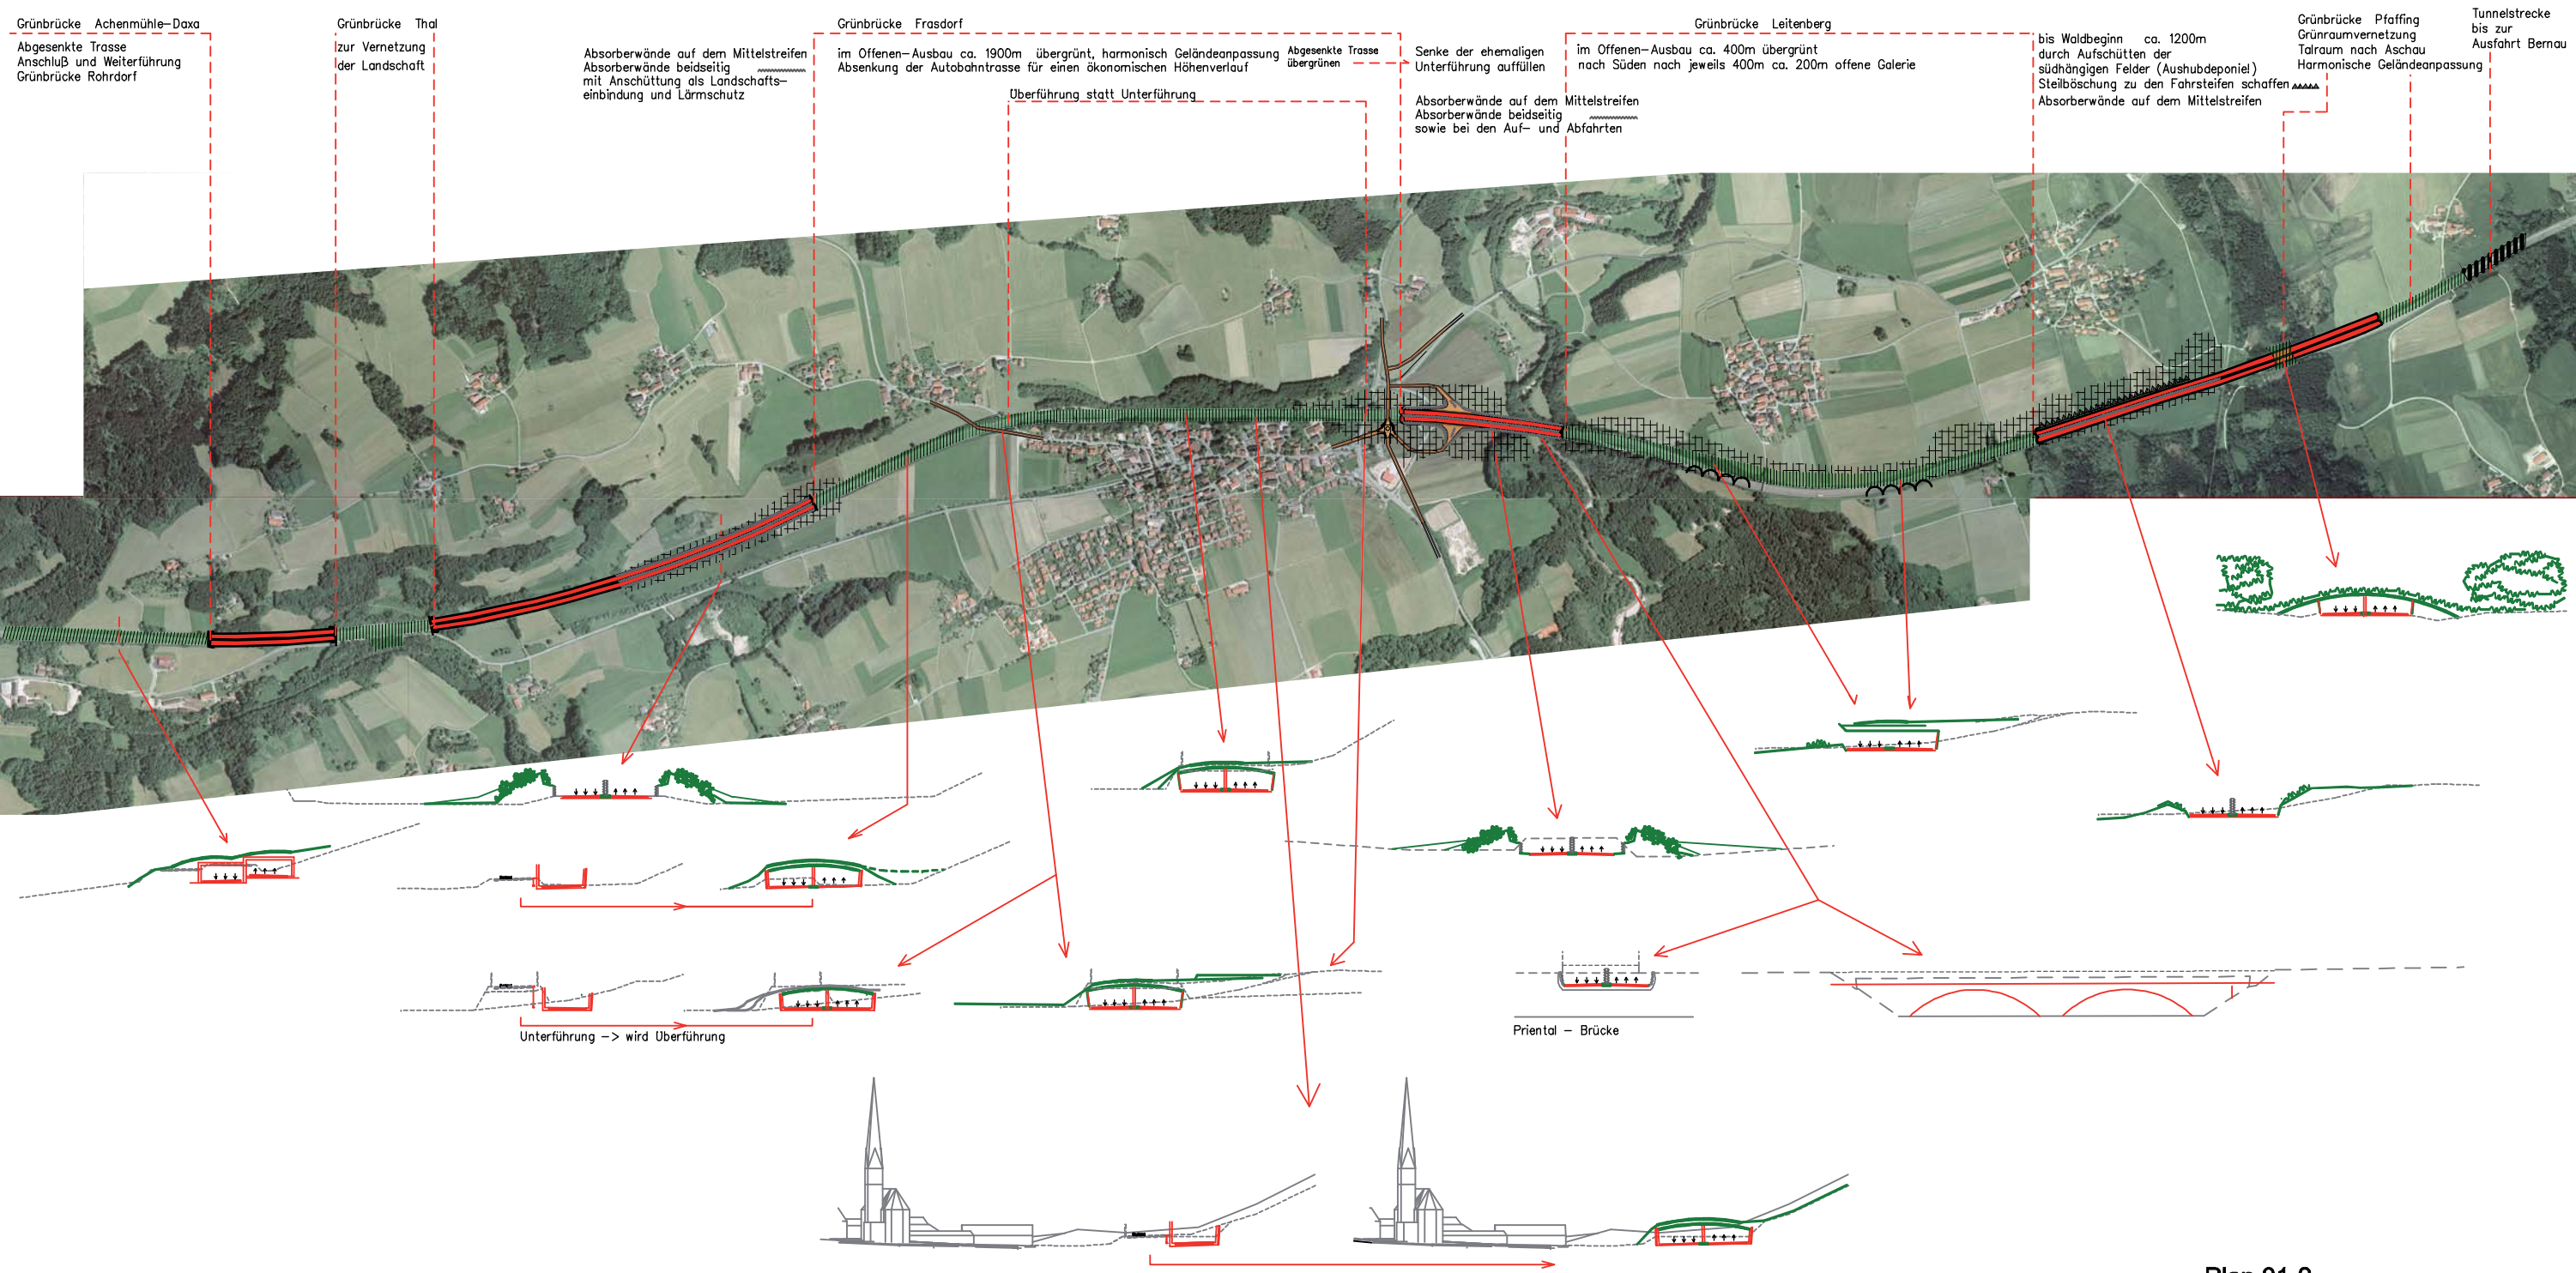 Grünbrücke Achenmühle-Daxa
Abgesenkte Trasse
Anschluß und Weiterführung
Grünbrücke Rohrdorf
Grünbrücke Thal
zur Vernetzung
der Landschaft
Absorberwände auf dem Mittelstreifen
Absorberwände beidseitig
mit Anschüttung als Landschafts-
einbindung und Lärmschutz
Grünbrücke Frasdorf
im Offenen-Ausbau ca. 1900m übergrünt, harmonisch Geländeanpassung
Absenkung der Autobahntrasse für einen ökonomischen Höhenverlauf
Überführung statt Unterführung
Abgesenkte Trasse
übergrünen
Senke der ehemaligen
Unterführung auffüllen
Absorberwände auf dem Mittelstreifen
Absorberwände beidseitig
sowie bei den Auf- und Abfahrten
Grünbrücke Leitenberg
im Offenen-Ausbau ca. 400m übergrünt
nach Süden nach jeweils 400m ca. 200m offene Galerie
bis Waldbeginn ca. 1200m
durch Aufschütten der
südhängigen Felder (Aushubdeponie!)
Steilböschung zu den Fahrsteifen schaffen
Absorberwände auf dem Mittelstreifen
Grünbrücke Pfaffing
Grünraumvernetzung
Talraum nach Aschau
Harmonische Geländeanpassung
Tunnelstrecke
bis zur
Ausfahrt Bernau
Unterführung -> wird Überführung
Priental - Brücke